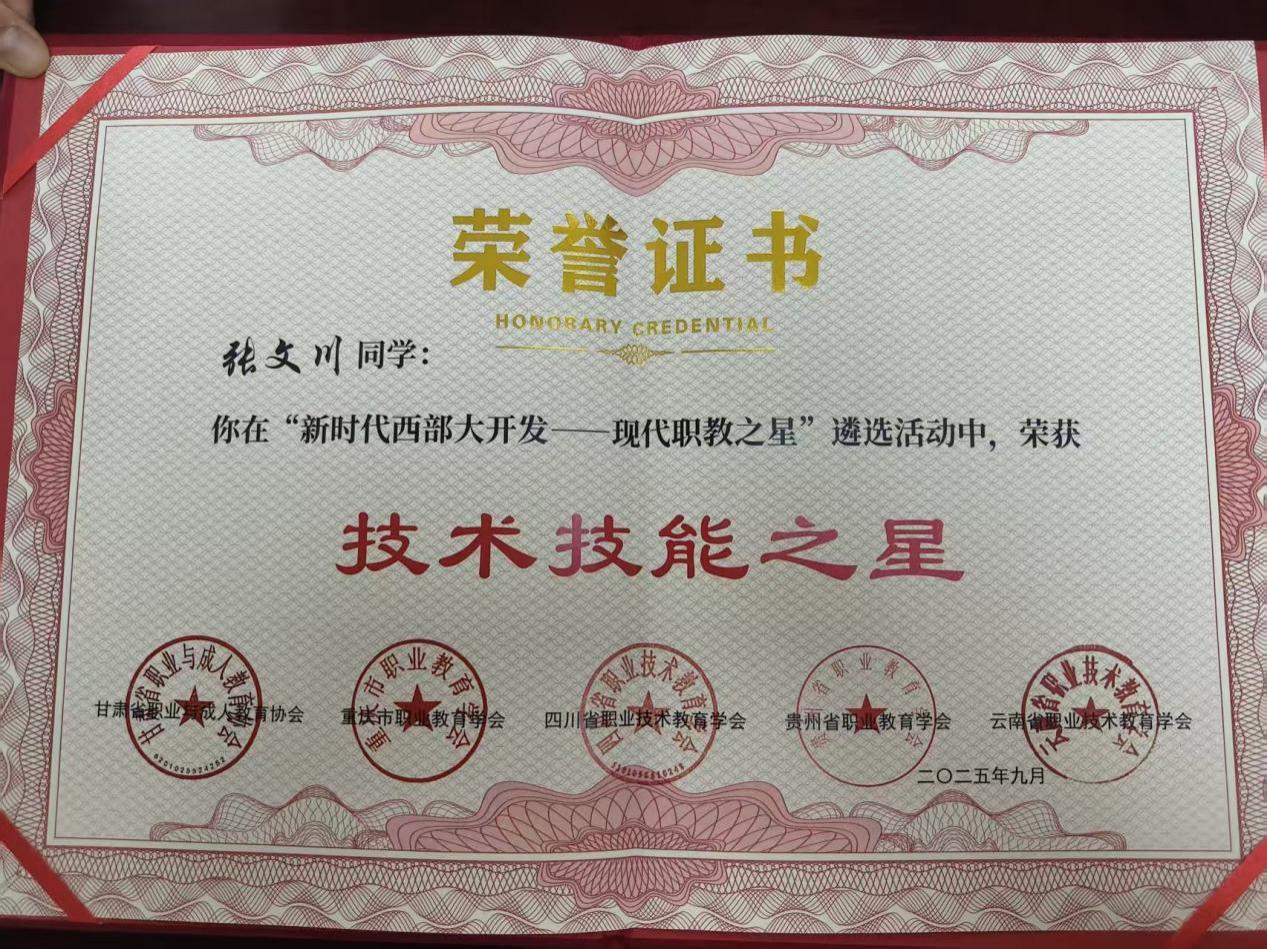 荣誉证书
HONORARY CREDENTIAL
张文川同学：
你在“新时代西部大开发——现代职教之星”遴选活动中，荣获
技术技能之星
甘肃省职业与成人教育协会
重庆市职业教育学会
四川省职业技术教育学会
贵州省职业教育学会
云南省职业技术教育学会
二〇二五年九月